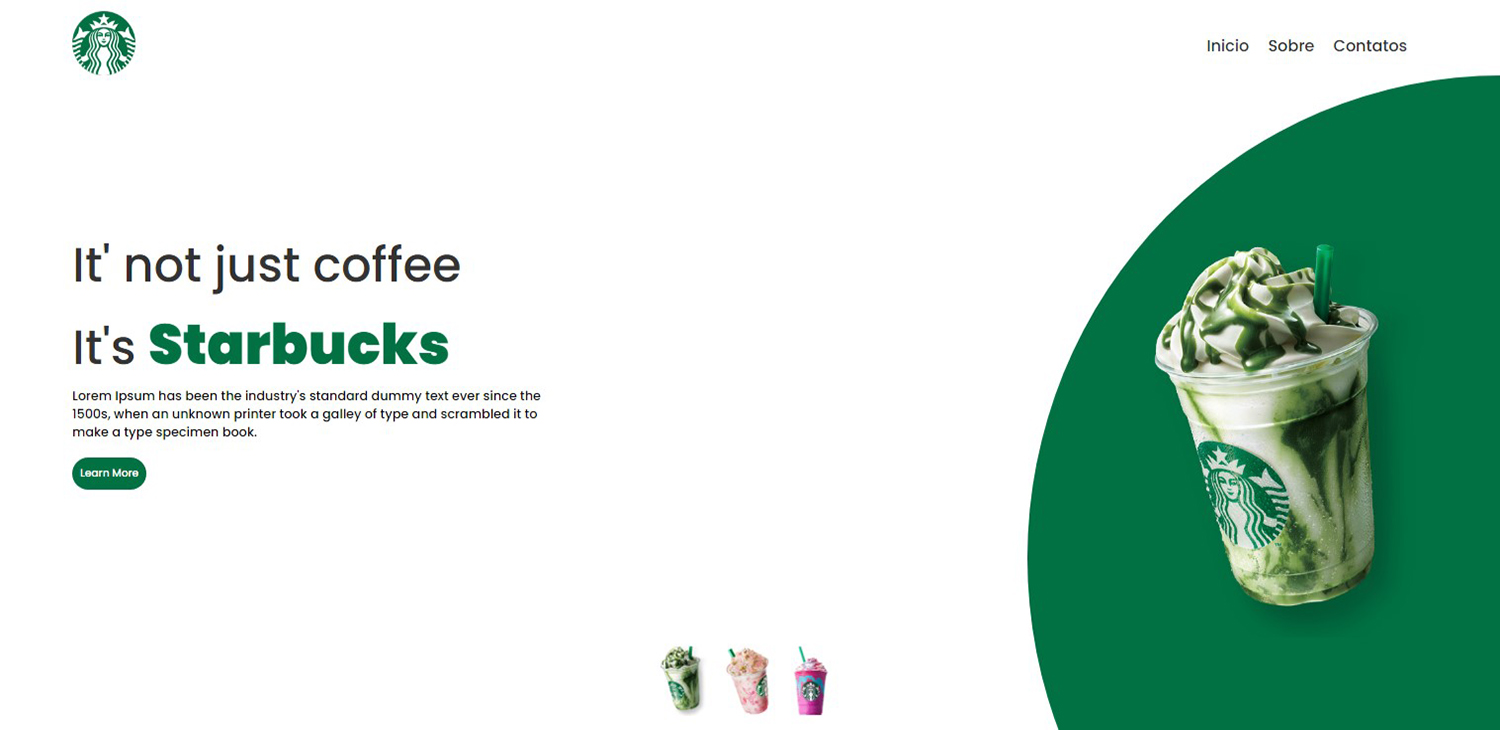 Inicio Sobre Contatos
It' not just coffee
It's Starbucks
Lorem Ipsum has been the industry's standard dummy text ever since the
1500s, when an unknown printer took a galley of type and scrambled it to
make a type specimen book.
Learn More